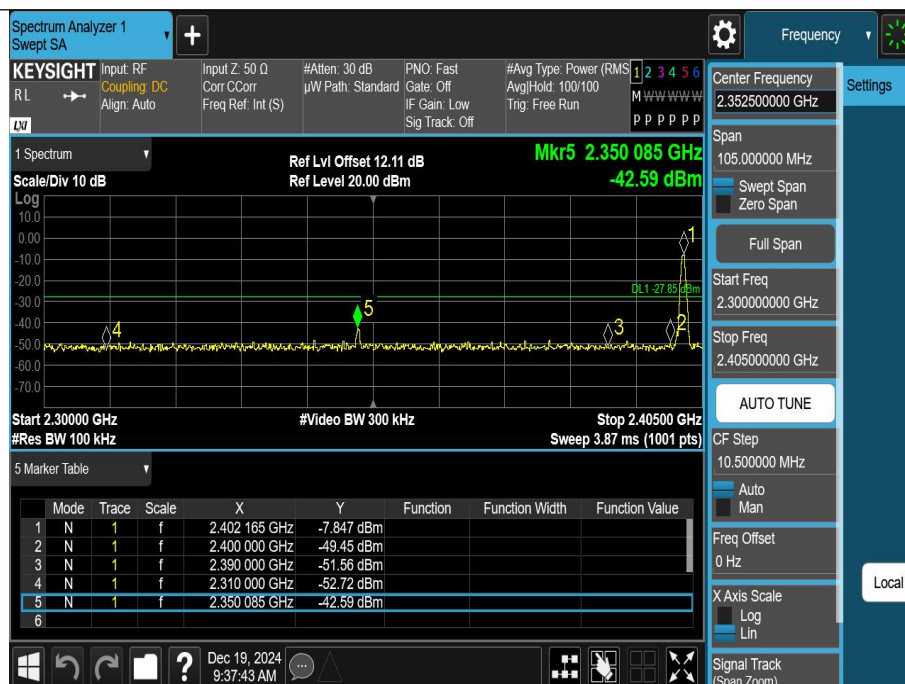 Spectrum Analyzer 1
Swept SA
+
Frequency
KEYSIGHT
RL
LXI
Input: RF
Coupling: DC
Align: Auto
Input Z: 50 Ω
Corr CCorr
Freq Ref: Int (S)
#Atten: 30 dB
µW Path: Standard
PNO: Fast
Gate: Off
IF Gain: Low
Sig Track: Off
#Avg Type: Power (RMS
Avg|Hold: 100/100
Trig: Free Run
1 2 3 4 5 6
M W W W W W
P P P P P P
1 Spectrum
Scale/Div 10 dB
Ref Lvl Offset 12.11 dB
Ref Level 20.00 dBm
Mkr5 2.350 085 GHz
-42.59 dBm
Log
10.0
0.00
-10.0
-20.0
-30.0
-40.0
-50.0
-60.0
-70.0
1
DL1 -27.85 dBm
5
4
3
2
Start 2.30000 GHz
#Video BW 300 kHz
Stop 2.40500 GHz
#Res BW 100 kHz
Sweep 3.87 ms (1001 pts)
5 Marker Table
Mode Trace Scale X Y Function Function Width Function Value
1 N 1 f 2.402 165 GHz -7.847 dBm
2 N 1 f 2.400 000 GHz -49.45 dBm
3 N 1 f 2.390 000 GHz -51.56 dBm
4 N 1 f 2.310 000 GHz -52.72 dBm
5 N 1 f 2.350 085 GHz -42.59 dBm
6
Center Frequency
2.352500000 GHz
Settings
Span
105.000000 MHz
Swept Span
Zero Span
Full Span
Start Freq
2.300000000 GHz
Stop Freq
2.405000000 GHz
AUTO TUNE
CF Step
10.500000 MHz
Auto
Man
Freq Offset
0 Hz
Local
X Axis Scale
Log
Lin
Signal Track
(Span Zoom)
?
Dec 19, 2024
9:37:43 AM